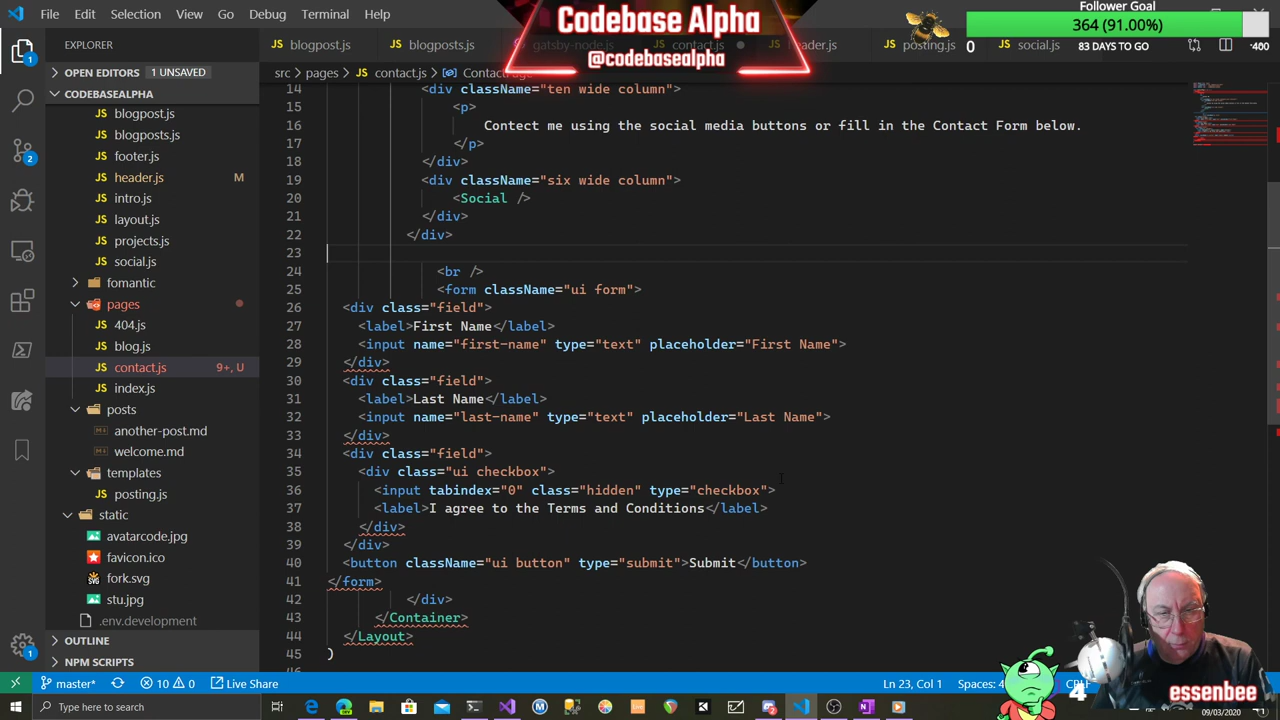 File Edit Selection View Go Debug Terminal Help
Codebase Alpha
@codebasealpha
Follower Goal
364 (91.00%)
0 83 DAYS TO GO 400
EXPLORER
blogpost.js blogposts.js gatsby-node.js contact.js header.js posting.js social.js
OPEN EDITORS 1 UNSAVED
src > pages > JS contact.js > ContactPage
CODEBASEALPHA
JS blogpost.js
JS blogposts.js
JS footer.js
JS header.js M
JS intro.js
JS layout.js
JS projects.js
JS social.js
fomantic
pages
JS 404.js
JS blog.js
JS contact.js 9+, U
JS index.js
posts
another-post.md
welcome.md
templates
JS posting.js
static
avatarcode.jpg
favicon.ico
fork.svg
stu.jpg
.env.development
OUTLINE
NPM SCRIPTS
14 <div className="ten wide column">
15 <p>
16 Contect me using the social media buttons or fill in the Contact Form below.
17 </p>
18 </div>
19 <div className="six wide column">
20 <Social />
21 </div>
22 </div>
23
24 <br />
25 <form className="ui form">
26 <div class="field">
27 <label>First Name</label>
28 <input name="first-name" type="text" placeholder="First Name">
29 </div>
30 <div class="field">
31 <label>Last Name</label>
32 <input name="last-name" type="text" placeholder="Last Name">
33 </div>
34 <div class="field">
35 <div class="ui checkbox">
36 <input tabindex="0" class="hidden" type="checkbox">
37 <label>I agree to the Terms and Conditions</label>
38 </div>
39 </div>
40 <button className="ui button" type="submit">Submit</button>
41 </form>
42 </div>
43 </Container>
44 </Layout>
45 )
master* 10 0 Live Share Ln 23, Col 1 Spaces: 4 CRLF
4
essenbee
Type here to search
09/03/2020